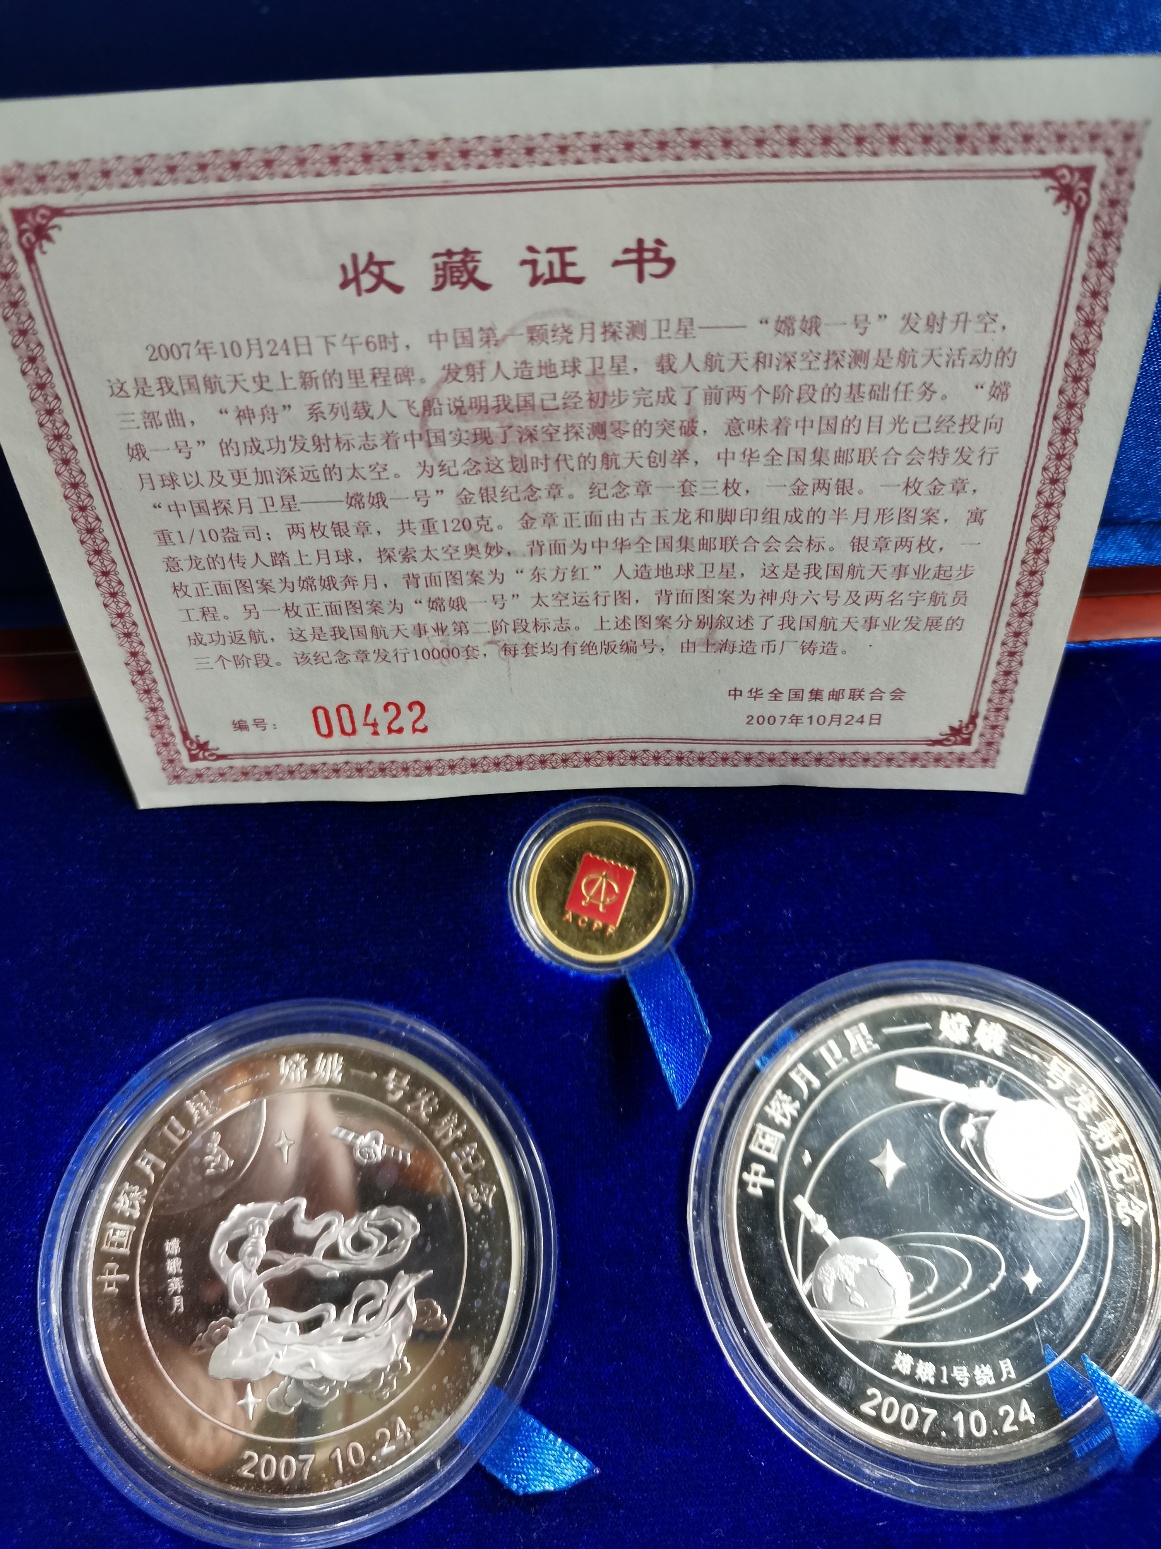 收藏证书
2007年10月24日下午6时，中国第一颗绕月探测卫星——“嫦娥一号”发射升空，
这是我国航天史上新的里程碑。发射人造地球卫星，载人航天和深空探测是航天活动的
三部曲，“神舟”系列载人飞船说明我国已经初步完成了前两个阶段的基础任务。“嫦
娥一号”的成功发射标志着中国实现了深空探测零的突破，意味着中国的目光已经投向
月球以及更加深远的太空。为纪念这划时代的航天创举，中华全国集邮联合会特发行
“中国探月卫星——嫦娥一号”金银纪念章。纪念章一套三枚，一金两银。一枚金章，
重1/10盎司；两枚银章，共重120克。金章正面由古玉龙和脚印组成的半月形图案，寓
意龙的传人踏上月球，探索太空奥妙，背面为中华全国集邮联合会会标。银章两枚，一
枚正面图案为嫦娥奔月，背面图案为“东方红”人造地球卫星，这是我国航天事业起步
工程。另一枚正面图案为“嫦娥一号”太空运行图，背面图案为神舟六号及两名宇航员
成功返航，这是我国航天事业第二阶段标志。上述图案分别叙述了我国航天事业发展的
三个阶段。该纪念章发行10000套，每套均有绝版编号，由上海造币厂铸造。
中华全国集邮联合会
编号：00422
2007年10月24日
ACPF
中国探月卫星——嫦娥一号发射纪念
嫦娥奔月
2007.10.24
中国探月卫星——嫦娥一号发射纪念
嫦娥1号绕月
2007.10.24